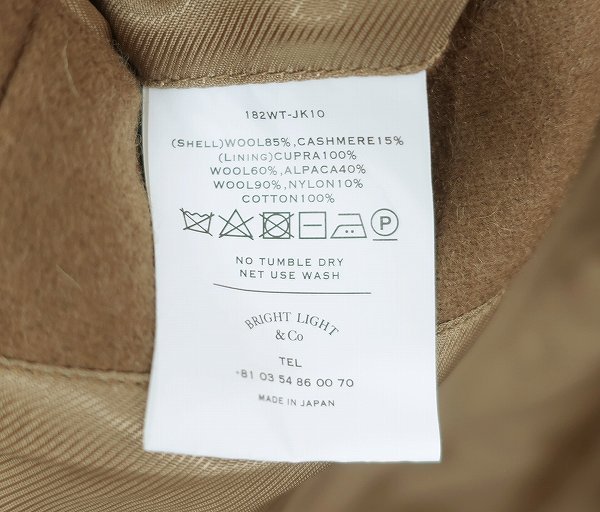 182WT-JK10
(SHELL)WOOL85%,CASHMERE15%
(LINING)CUPRA100%
WOOL60%,ALPACA40%
WOOL90%,NYLON10%
COTTON100%
P
NO TUMBLE DRY
NET USE WASH
BRIGHT LIGHT
& Co
TEL
+81 03 54 86 00 70
MADE IN JAPAN